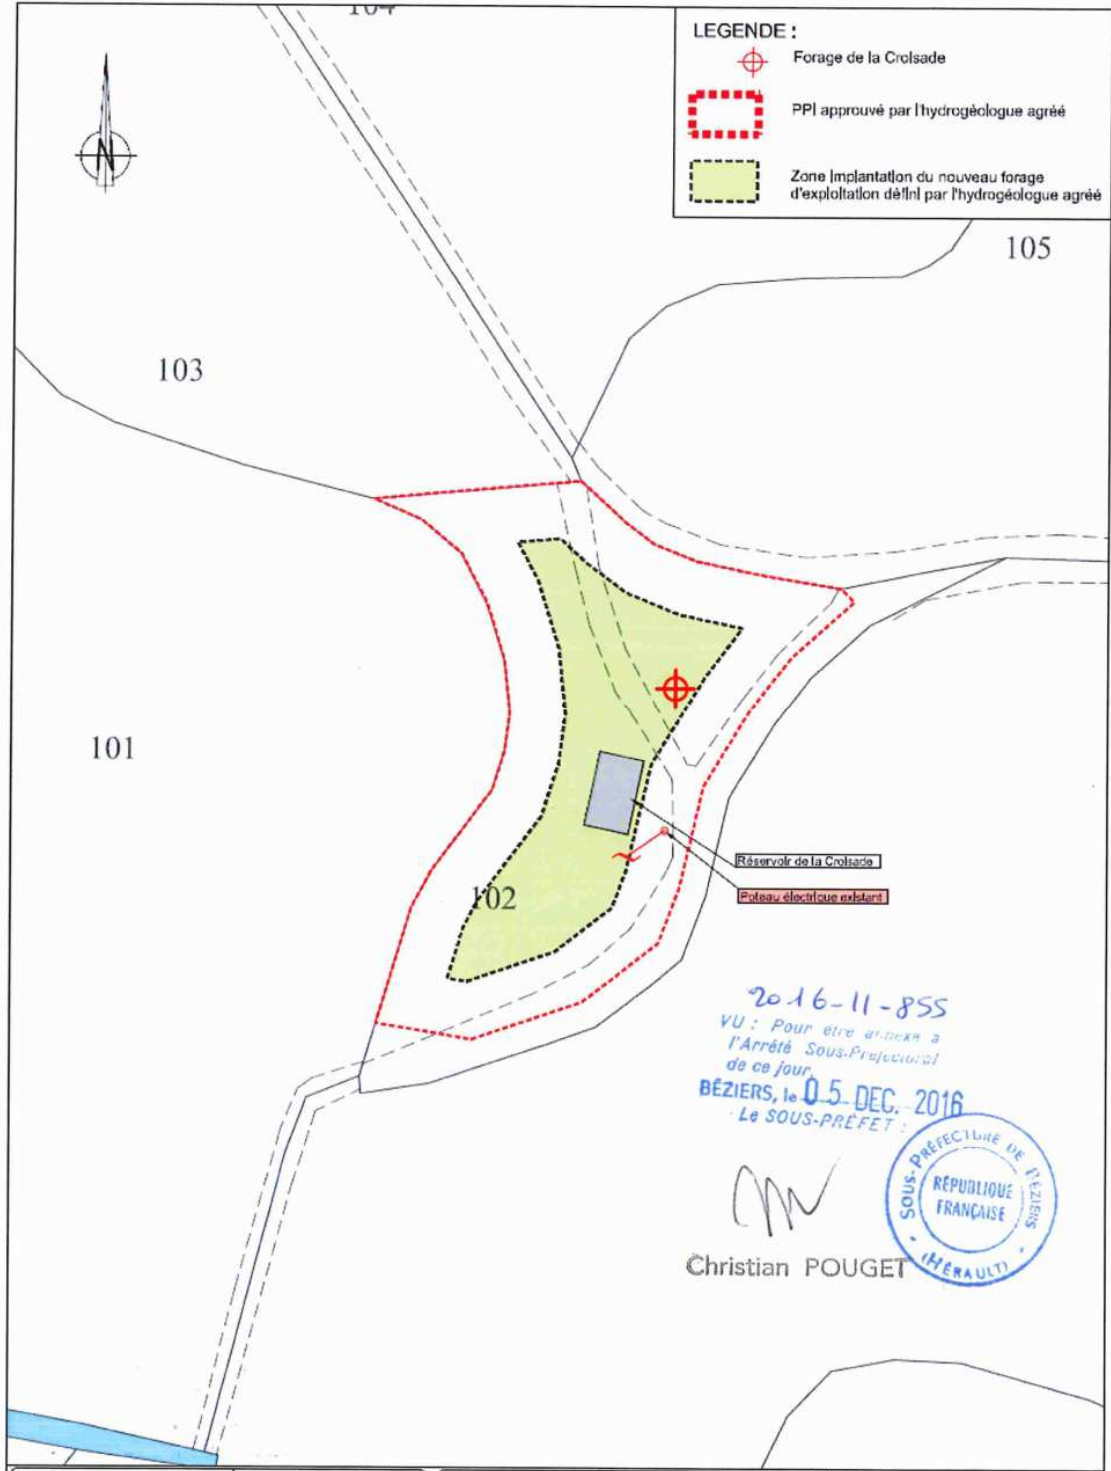 104
LEGENDE :
Forage de la Croisade
PPI approuvé par l'hydrogéologue agréé
Zone Implantation du nouveau forage
d'exploitation défini par l'hydrogéologue agréé
N
105
103
101
102
Réservoir de la Croisade
Poteau électrique existant
2016-11-855
VU : Pour être annexé à
l'Arrêté Sous-Préfectoral
de ce jour,
BÉZIERS, le 05 DEC. 2016
Le SOUS-PRÉFET :
SOUS-PRÉFECTURE DE BÉZIERS
RÉPUBLIQUE
FRANÇAISE
(HÉRAULT)
Christian POUGET